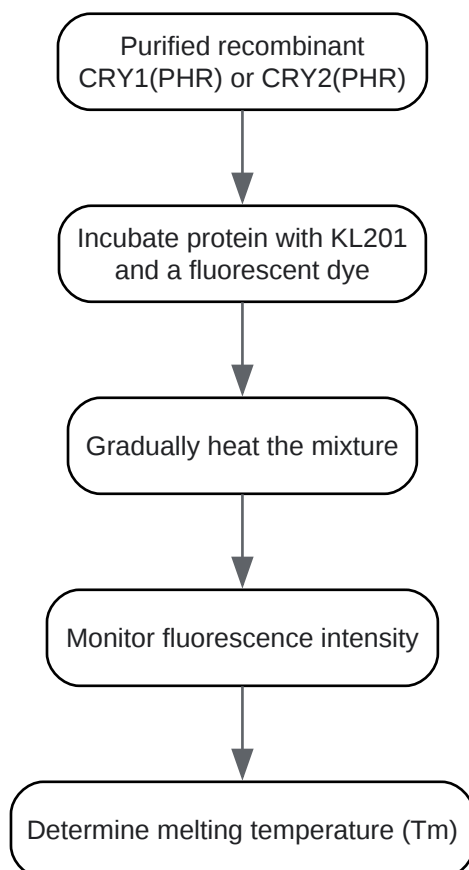 Purified recombinant
CRY1(PHR) or CRY2(PHR)
Incubate protein with KL201
and a fluorescent dye
Gradually heat the mixture
Monitor fluorescence intensity
Determine melting temperature (Tm)